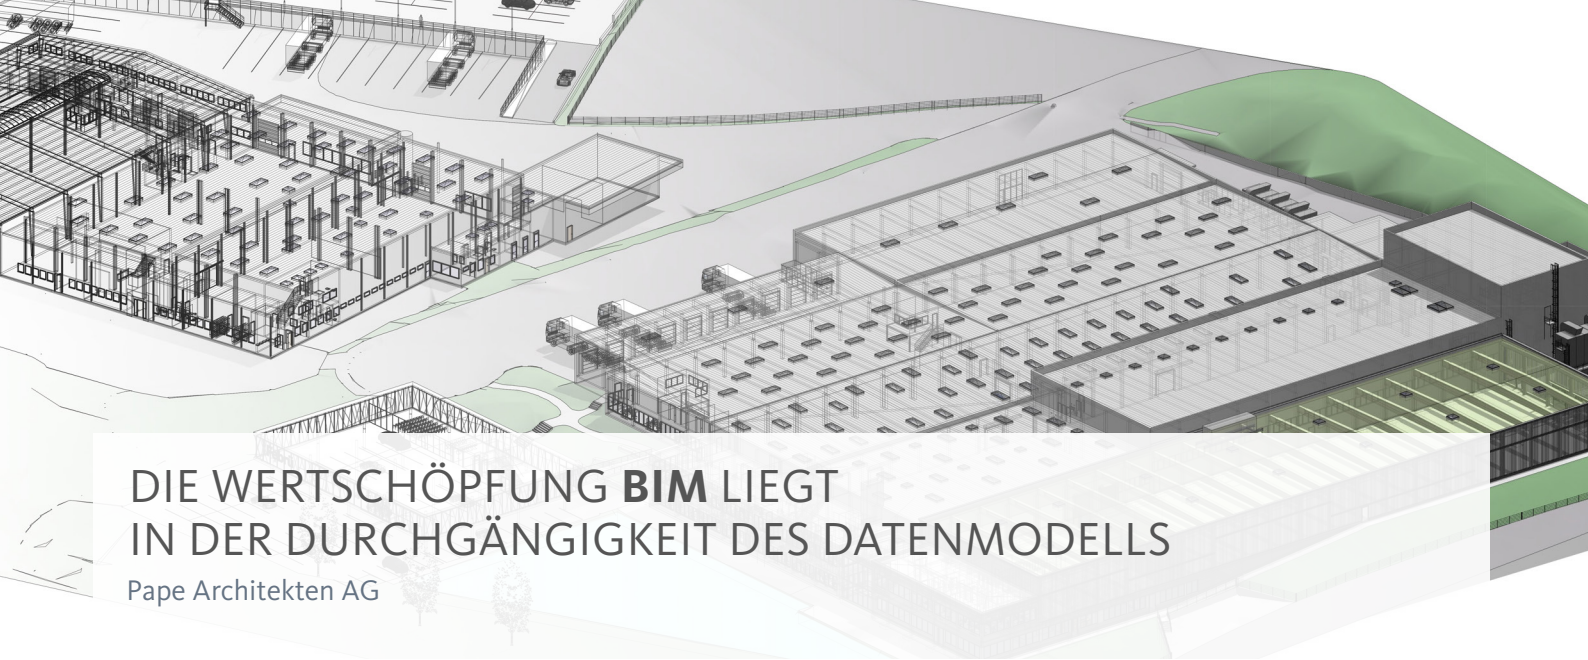 DIE WERTSCHÖPFUNG BIM LIEGT
IN DER DURCHGÄNGIGKEIT DES DATENMODELLS
Pape Architekten AG